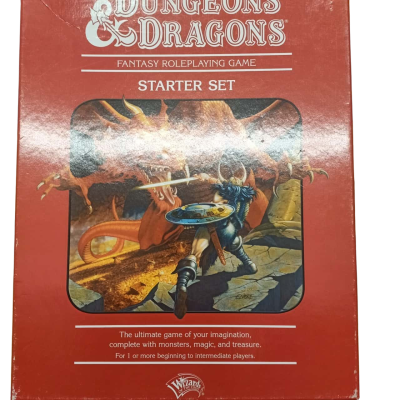 DUNGEONS
& DRAGONS
FANTASY ROLEPLAYING GAME
STARTER SET
The ultimate game of your imagination,
complete with monsters, magic, and treasure.
For 1 or more beginning to intermediate players.
Wizards